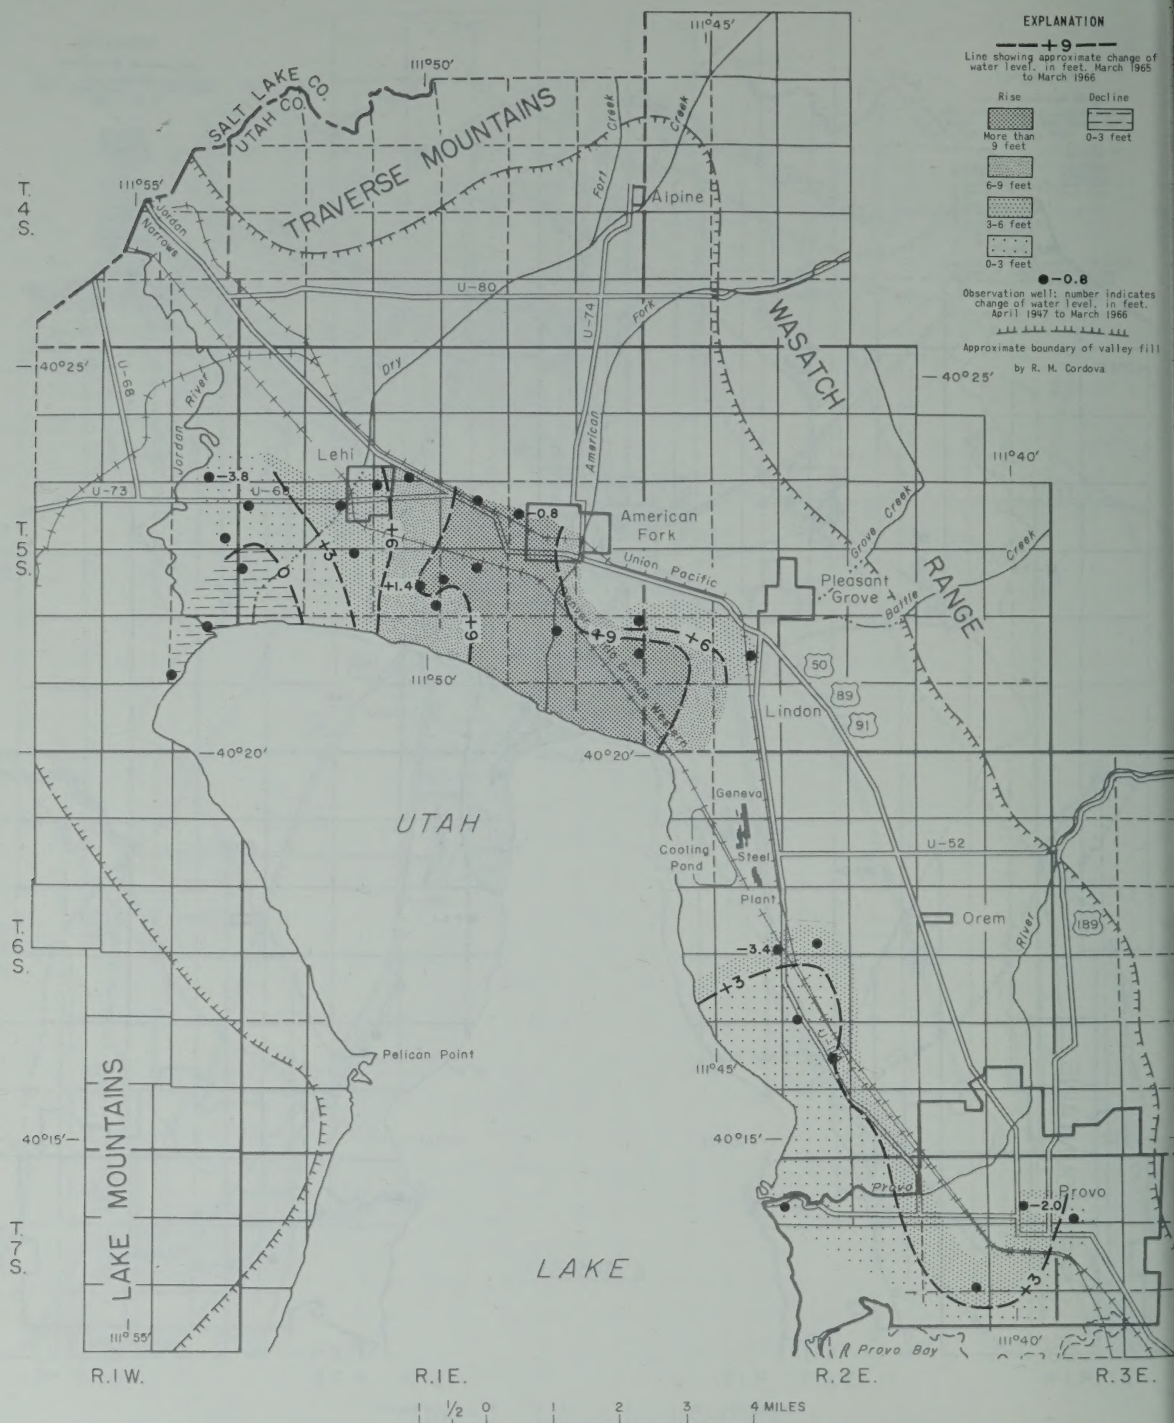 EXPLANATION
+9
Line showing approximate change of
water level, in feet, March 1965
to March 1966
Rise
Decline
More than
9 feet
0-3 feet
6-9 feet
3-6 feet
0-3 feet
-0.8
Observation well: number indicates
change of water level, in feet,
April 1947 to March 1966
Approximate boundary of valley fill
by R. M. Cordova
111°45'
111°50'
SALT LAKE CO.
UTAH CO.
TRAVERSE MOUNTAINS
Fort
Creek
Creek
111°55'
T.
4
S.
Jordan
Narrows
Alpine
U-80
U-74
Fork
WASATCH
40°25'
U-68
River
Dry
American
40°25'
Jordan
Lehi
111°40'
-3.8
U-73
-0.8
American
Fork
Creek
Grove
Creek
T.
5
S.
+3
+6
0
+1.4
Union Pacific
Pleasant
Grove
Battle
RANGE
+9
+9
+6
Rio Grande Western
50
89
91
111°50'
Lindon
40°20'
40°20'
UTAH
Geneva
Cooling
Pond
Steel
Plant
U-52
Orem
189
River
T.
6
S.
-3.4
+3
Pelican Point
111°45'
LAKE MOUNTAINS
40°15'
40°15'
Provo
Provo
-2.0
T.
7
S.
LAKE
+3
111°55'
111°40'
Provo Bay
R.1W.
R.1E.
R.2E.
R.3E.
1 1/2 0 1 2 3 4 MILES